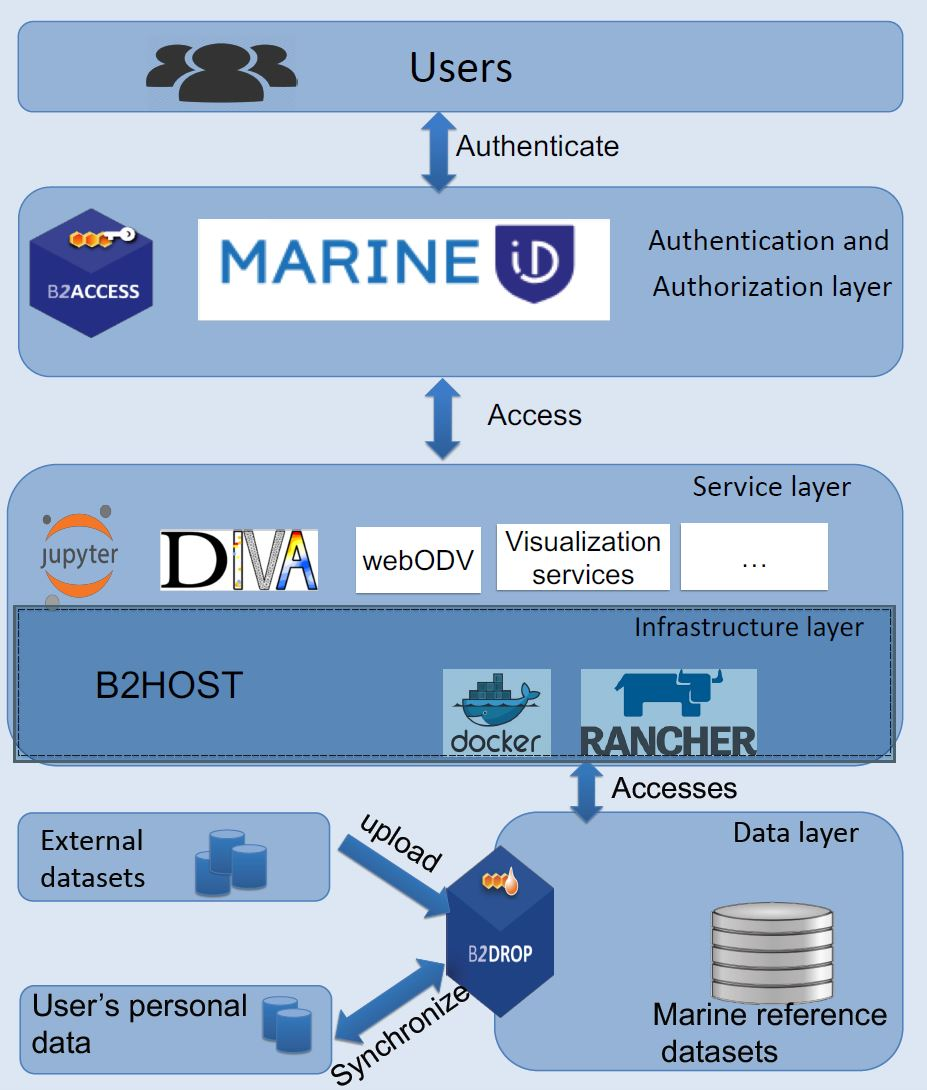 Users
Authenticate
B2ACCESS
MARINE iD
Authentication and
Authorization layer
Access
Service layer
jupyter
DIVA
webODV
Visualization
services
...
Infrastructure layer
B2HOST
docker
RANCHER
Accesses
External
datasets
upload
Data layer
B2DROP
User's personal
data
Synchronize
Marine reference
datasets